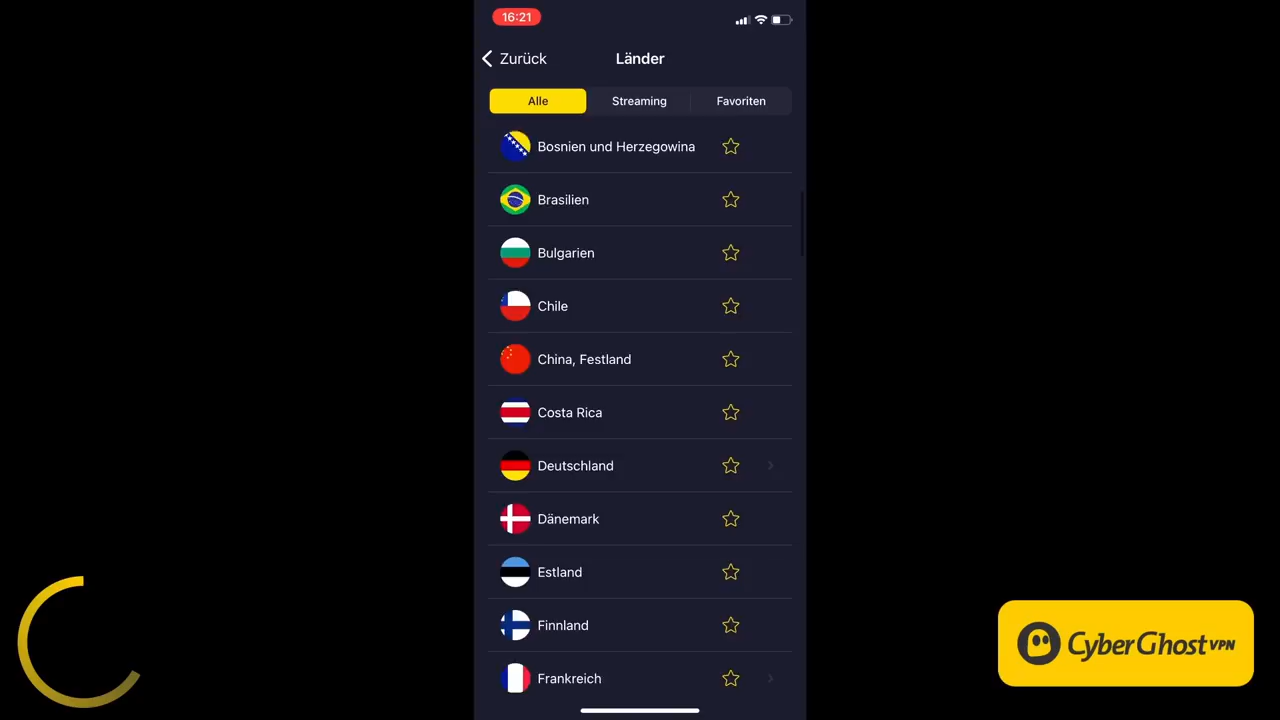 16:21
Zurück
Länder
Alle
Streaming
Favoriten
Bosnien und Herzegowina
Brasilien
Bulgarien
Chile
China, Festland
Costa Rica
Deutschland
Dänemark
Estland
Finnland
Frankreich
CyberGhost VPN